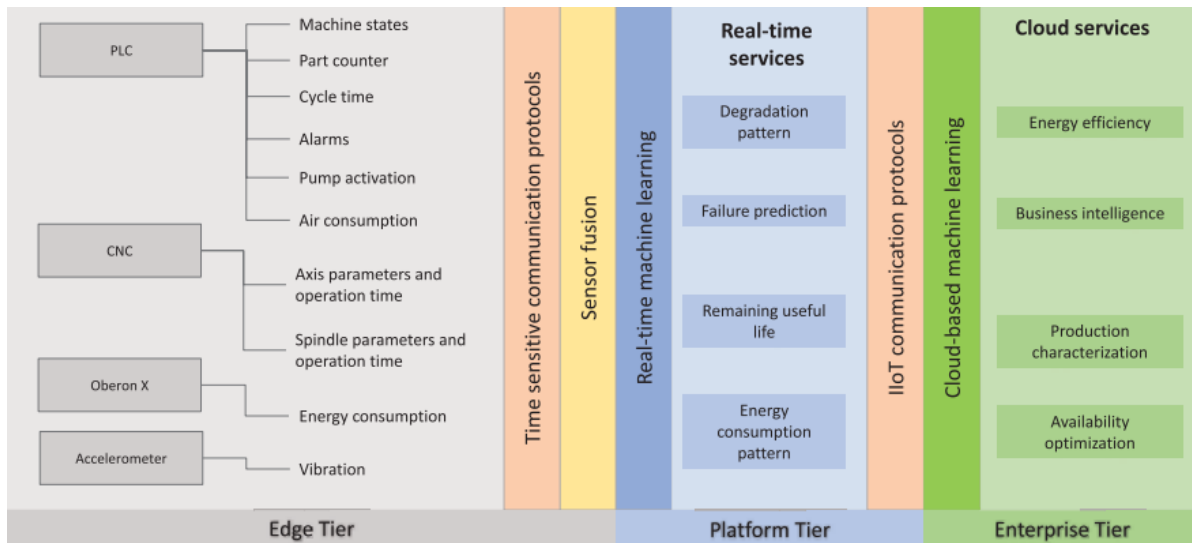 PLC
Machine states
Part counter
Cycle time
Alarms
Pump activation
Air consumption
CNC
Axis parameters and
operation time
Spindle parameters and
operation time
Oberon X
Energy consumption
Accelerometer
Vibration
Time sensitive communication protocols
Sensor fusion
Real-time machine learning
Real-time
services
Degradation
pattern
Failure prediction
Remaining useful
life
Energy
consumption
pattern
IIoT communication protocols
Cloud-based machine learning
Cloud services
Energy efficiency
Business intelligence
Production
characterization
Availability
optimization
Edge Tier
Platform Tier
Enterprise Tier